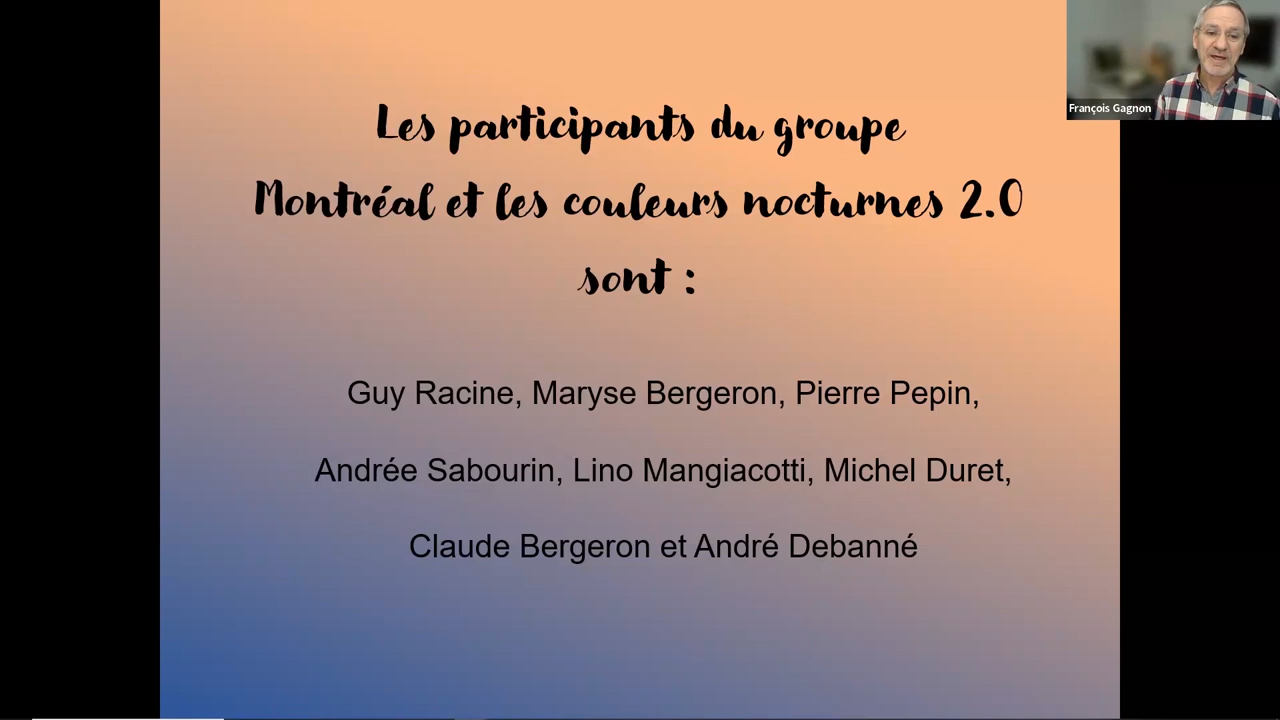 Les participants du groupe
Montréal et les couleurs nocturnes 2.0
sont :
Guy Racine, Maryse Bergeron, Pierre Pepin,
Andrée Sabourin, Lino Mangiacotti, Michel Duret,
Claude Bergeron et André Debanné
François Gagnon